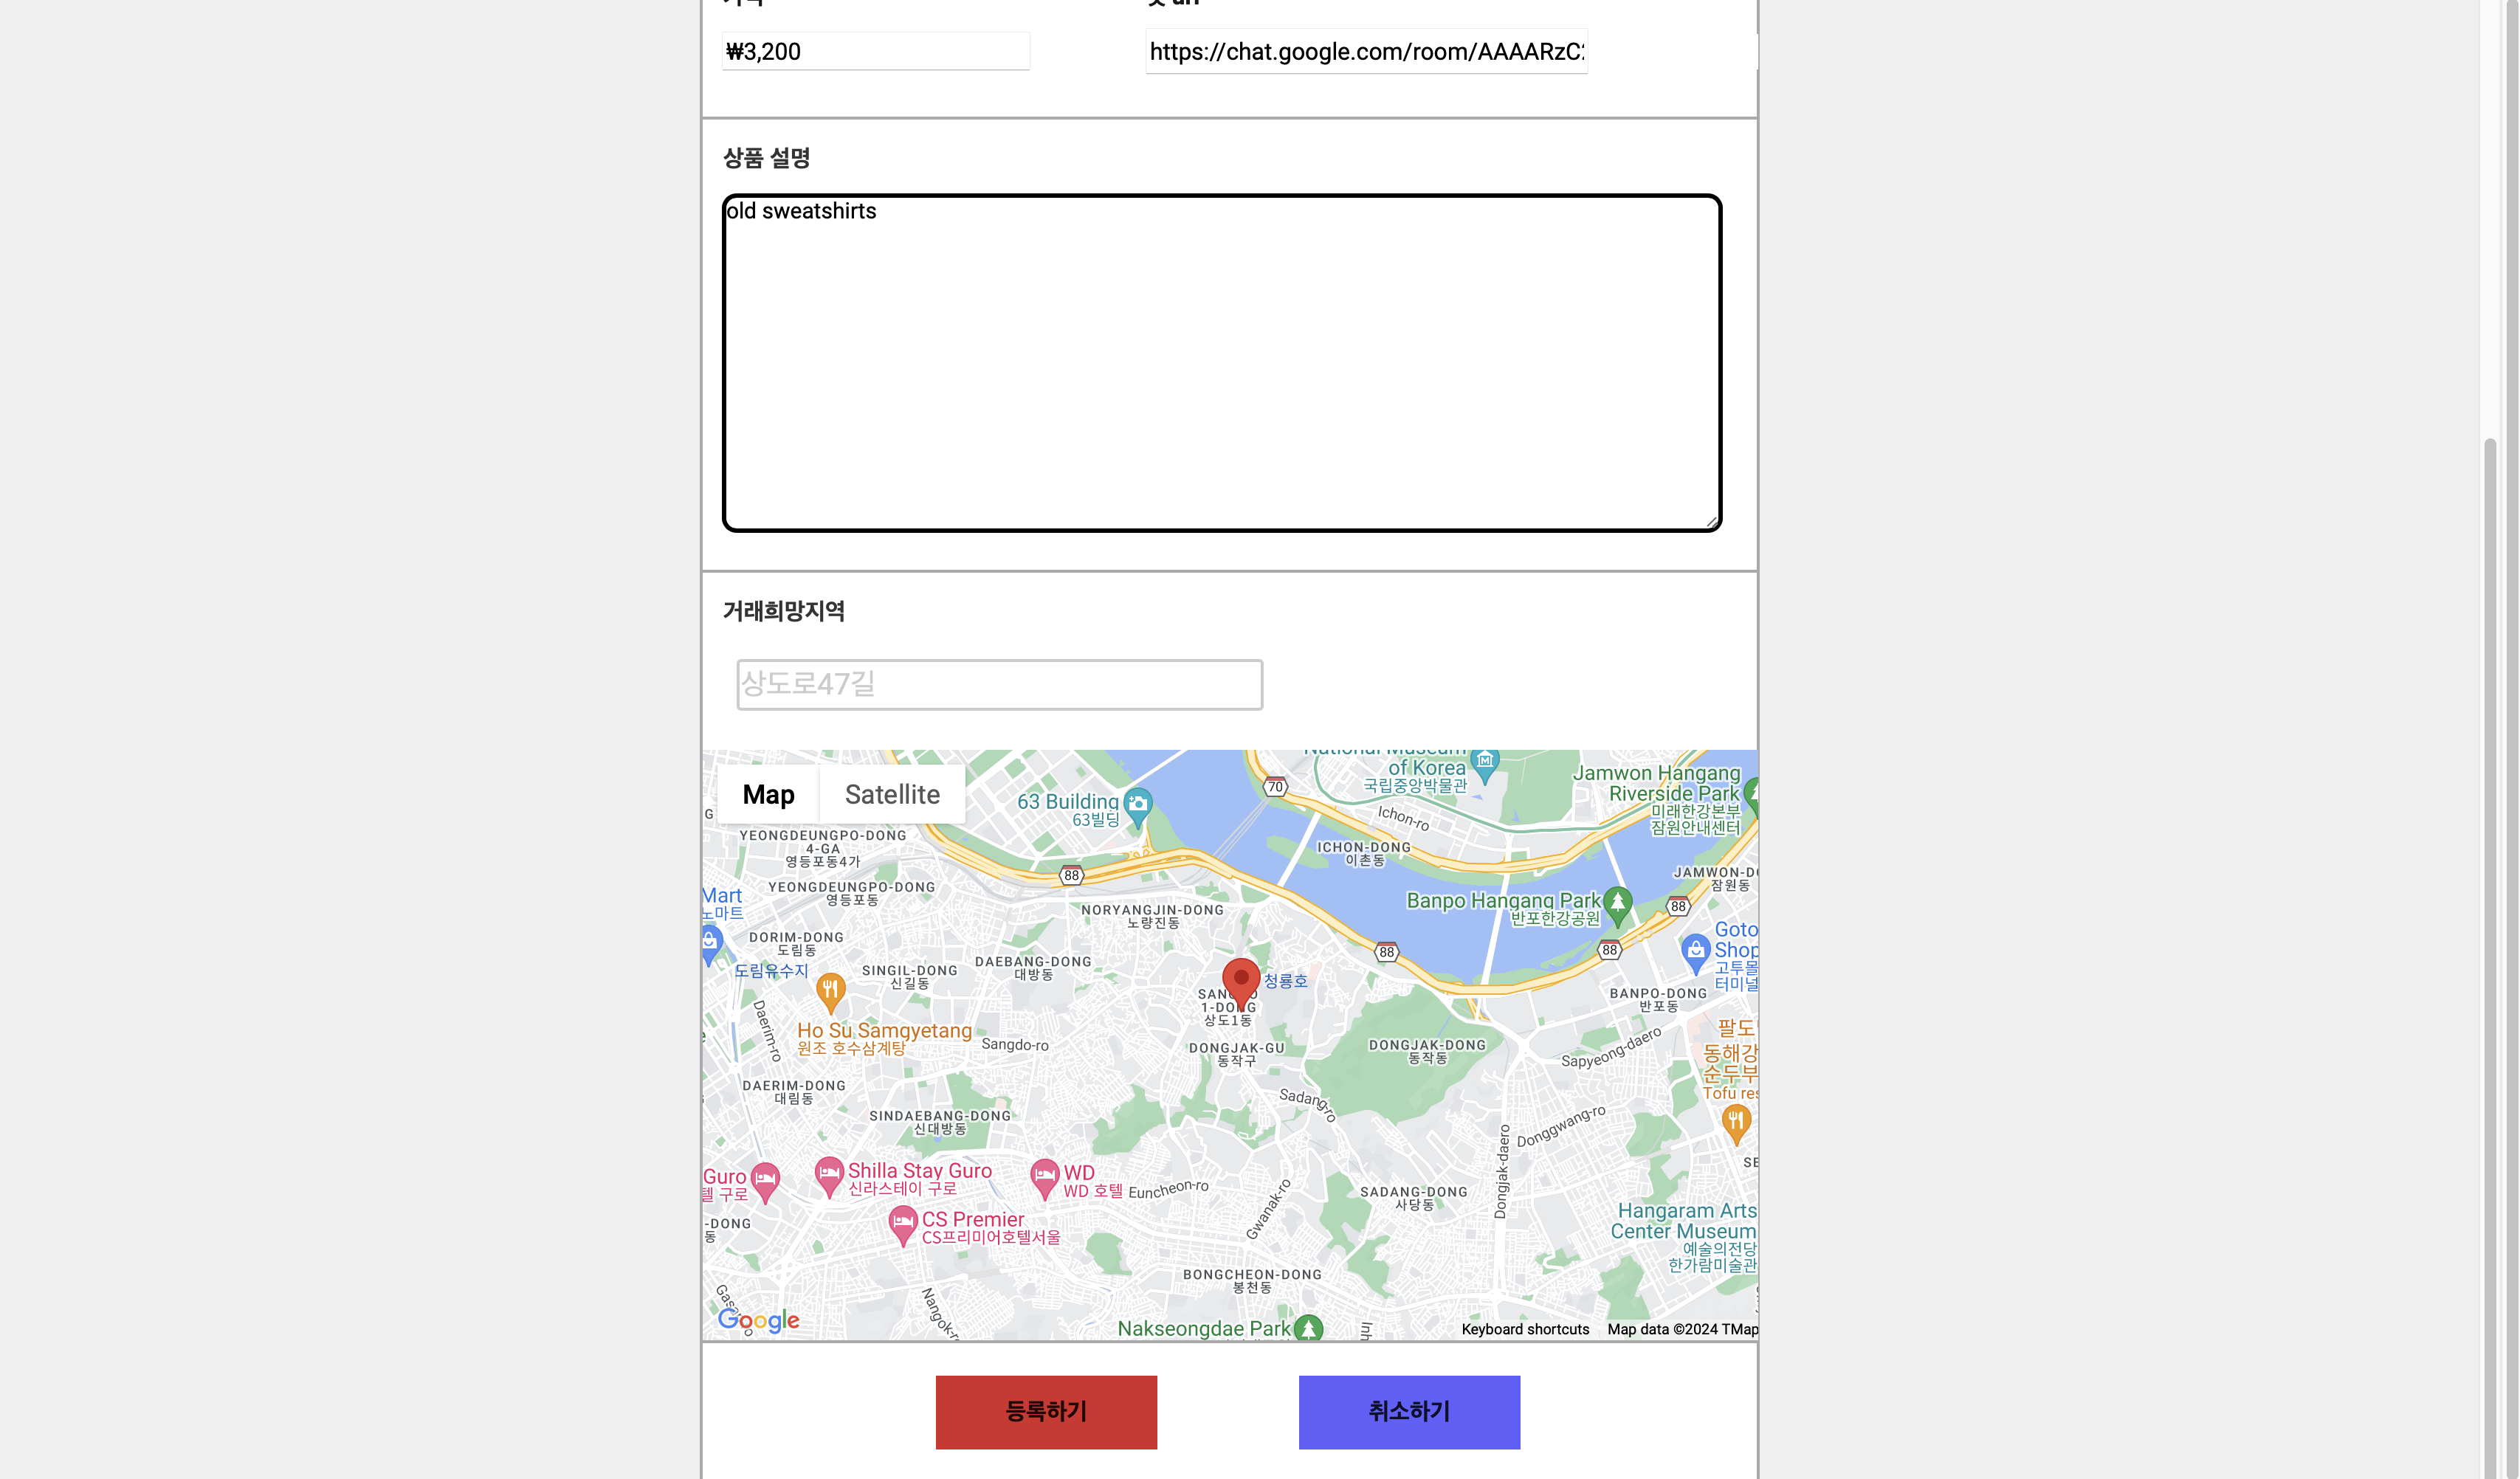 ₩3,200
https://chat.google.com/room/AAAARzC
상품 설명
old sweatshirts
거래희망지역
상도로47길
Map
Satellite
National Museum
of Korea
국립중앙박물관
70
Jamwon Hangang
Riverside Park
미래한강본부
잠원안내센터
63 Building
63빌딩
Ichon-ro
G
YEONGDEUNGPO-DONG
4-GA
영등포동4가
ICHON-DONG
이촌동
88
JAMWON-DO
잠원동
YEONGDEUNGPO-DONG
영등포동
Mart
노마트
Banpo Hangang Park
반포한강공원
88
NORYANGJIN-DONG
노량진동
Goto
Shop
고투몰
터미널
DORIM-DONG
도림동
88
88
도림유수지
SINGIL-DONG
신길동
DAEBANG-DONG
대방동
청룡호
SANGDO
1-DONG
상도1동
BANPO-DONG
반포동
Daerim-ro
Ho Su Samgyetang
원조 호수삼계탕
Sangdo-ro
DONGJAK-GU
동작구
DONGJAK-DONG
동작동
Sapyeong-daero
팔도
동해강
순두부
Tofu res
DAERIM-DONG
대림동
Sadang-ro
SINDAEBANG-DONG
신대방동
Donggwang-ro
Dongjak-daero
SE
Guro
텔 구로
Shilla Stay Guro
신라스테이 구로
WD
WD 호텔
Euncheon-ro
Gwanak-ro
SADANG-DONG
사당동
-DONG
동
CS Premier
CS프리미어호텔서울
Hangaram Arts
Center Museum
예술의전당
한가람미술관
BONGCHEON-DONG
봉천동
Nangok-r
Google
Nakseongdae Park
Inh
Keyboard shortcuts
Map data ©2024 TMap
등록하기
취소하기